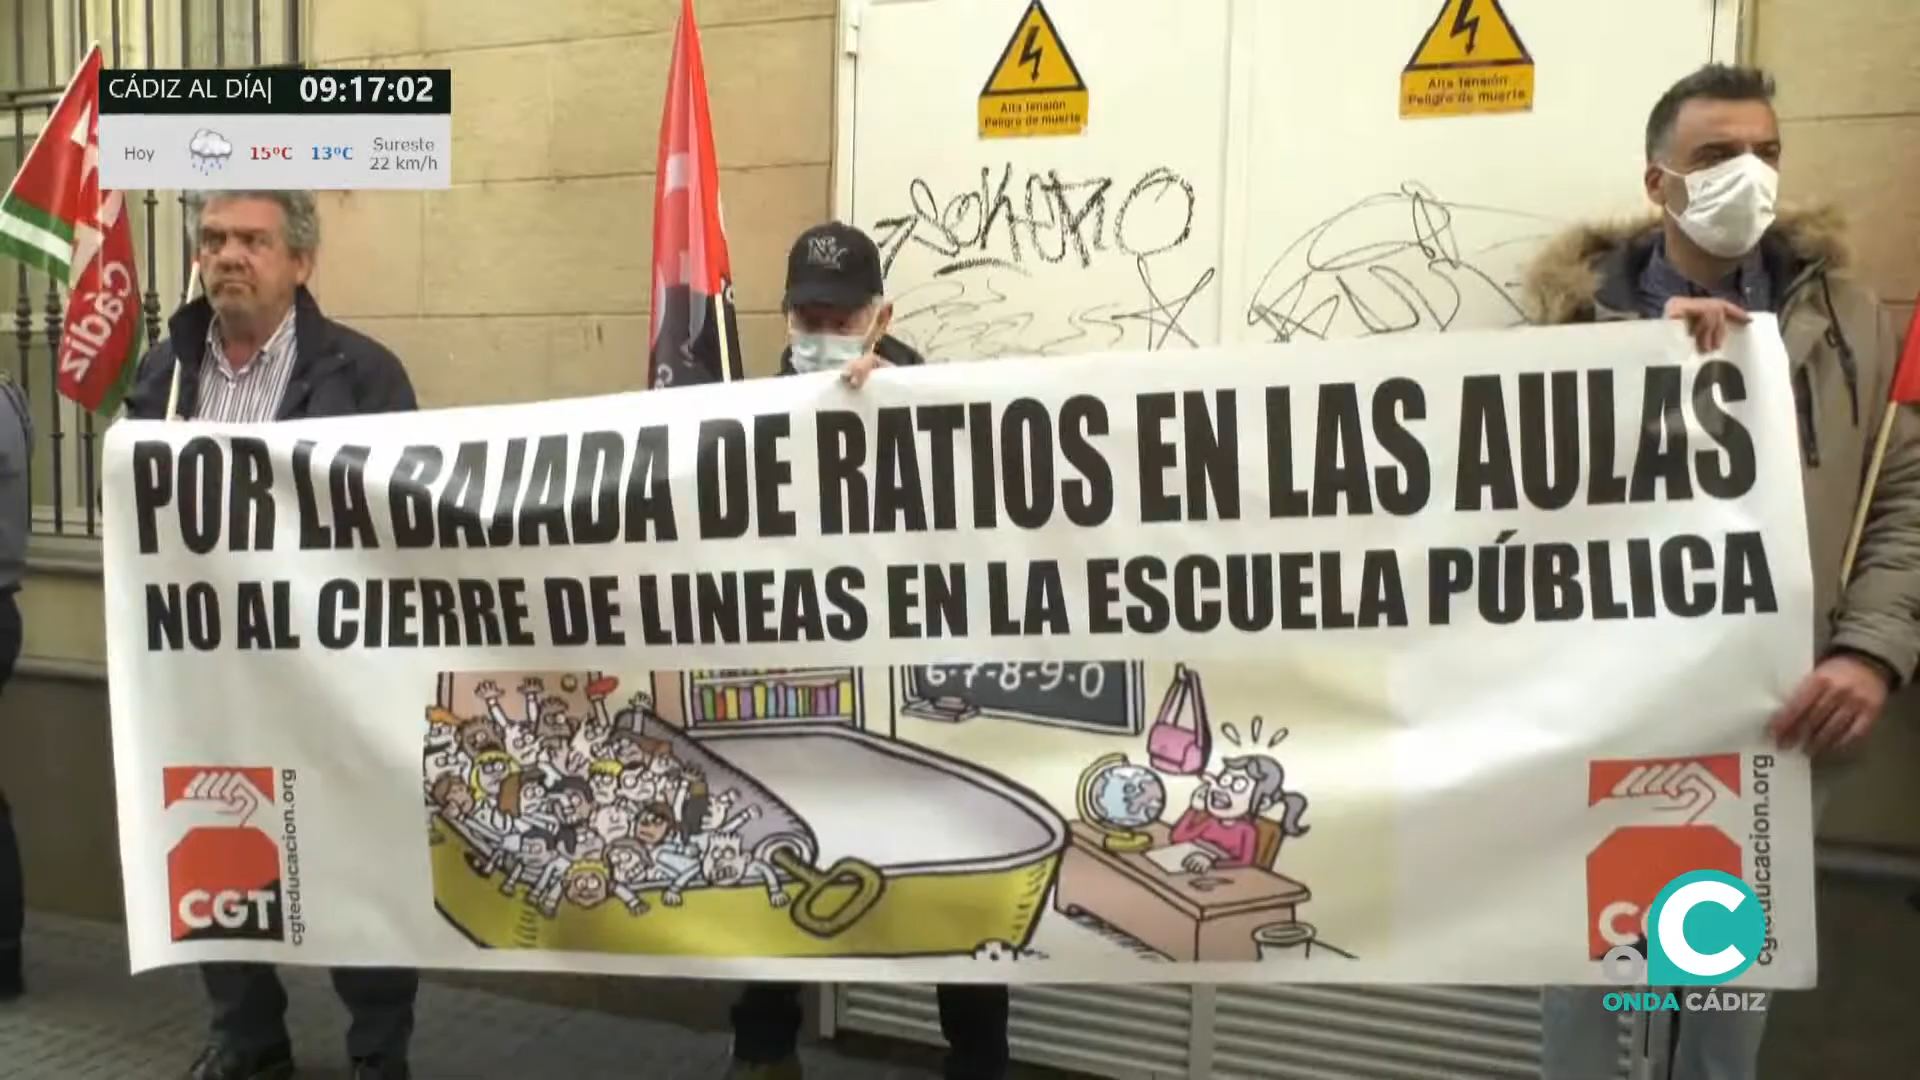 CÁDIZ AL DÍA| 09:17:02
Hoy 15ºC 13ºC Sureste
22 km/h
Alta tensión
Peligro de muerte
Alta tensión
Peligro de muerte
Cádiz
POR LA BAJADA DE RATIOS EN LAS AULAS
NO AL CIERRE DE LINEAS EN LA ESCUELA PÚBLICA
6-7-8-9-0
CGT
cgteducacion.org
cgteducacion.org
C
ONDA CÁDIZ